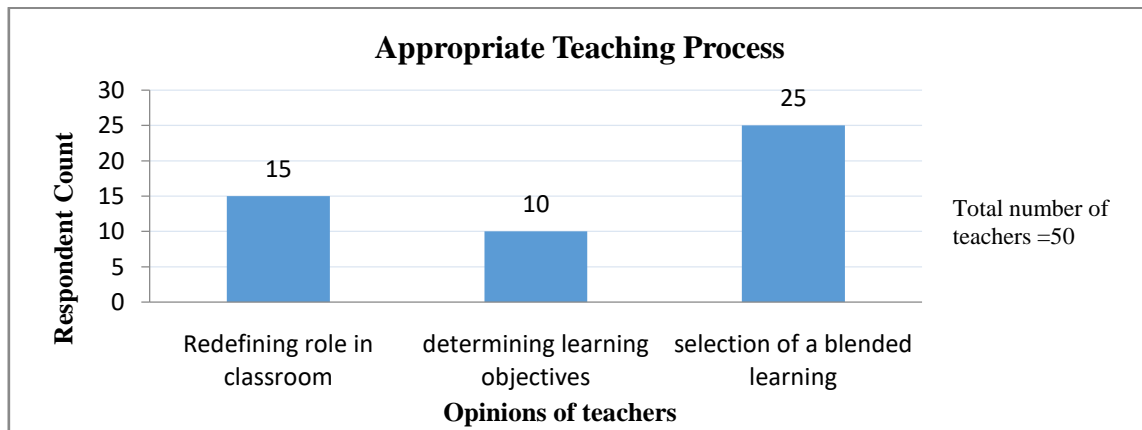 Appropriate Teaching Process
Respondent Count
30
25
20
15
10
5
0
15
10
25
Redefining role in
classroom
determining learning
objectives
selection of a blended
learning
Opinions of teachers
Total number of
teachers =50